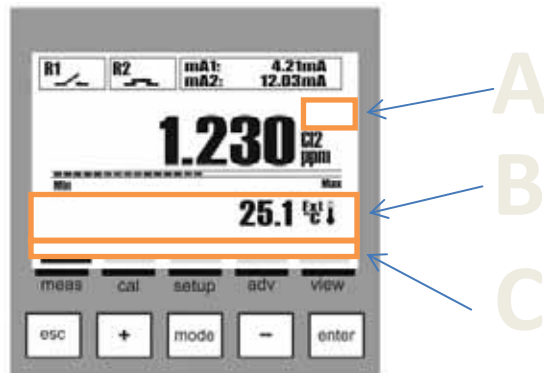 R1 R2 mA1: 4.21mA
mA2: 12.03mA
A
1.230 Cl2
ppm
Min Max
B
25.1 Ext °C
meas cal setup adv view
C
esc + mode - enter